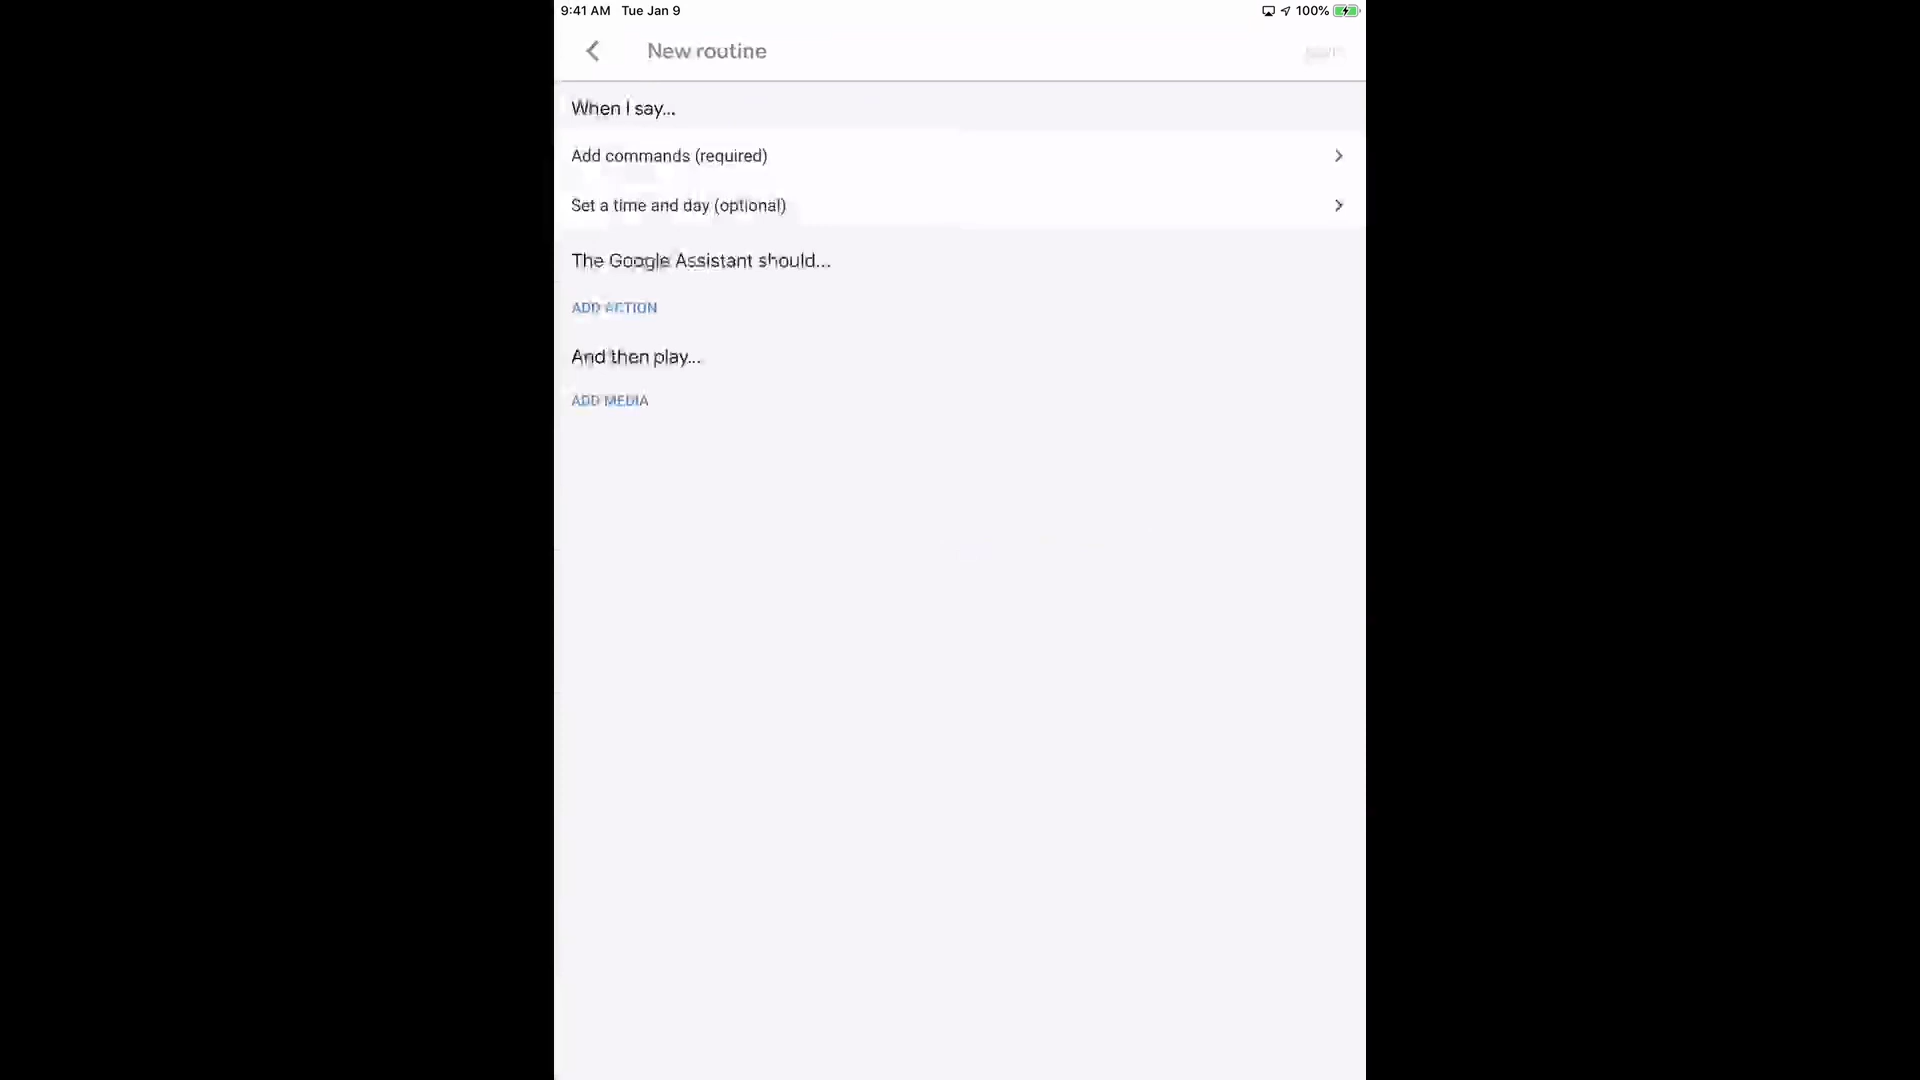 9:41 AM Tue Jan 9
100%
New routine
When I say...
Add commands (required)
Set a time and day (optional)
The Google Assistant should...
ADD ACTION
And then play...
ADD MEDIA